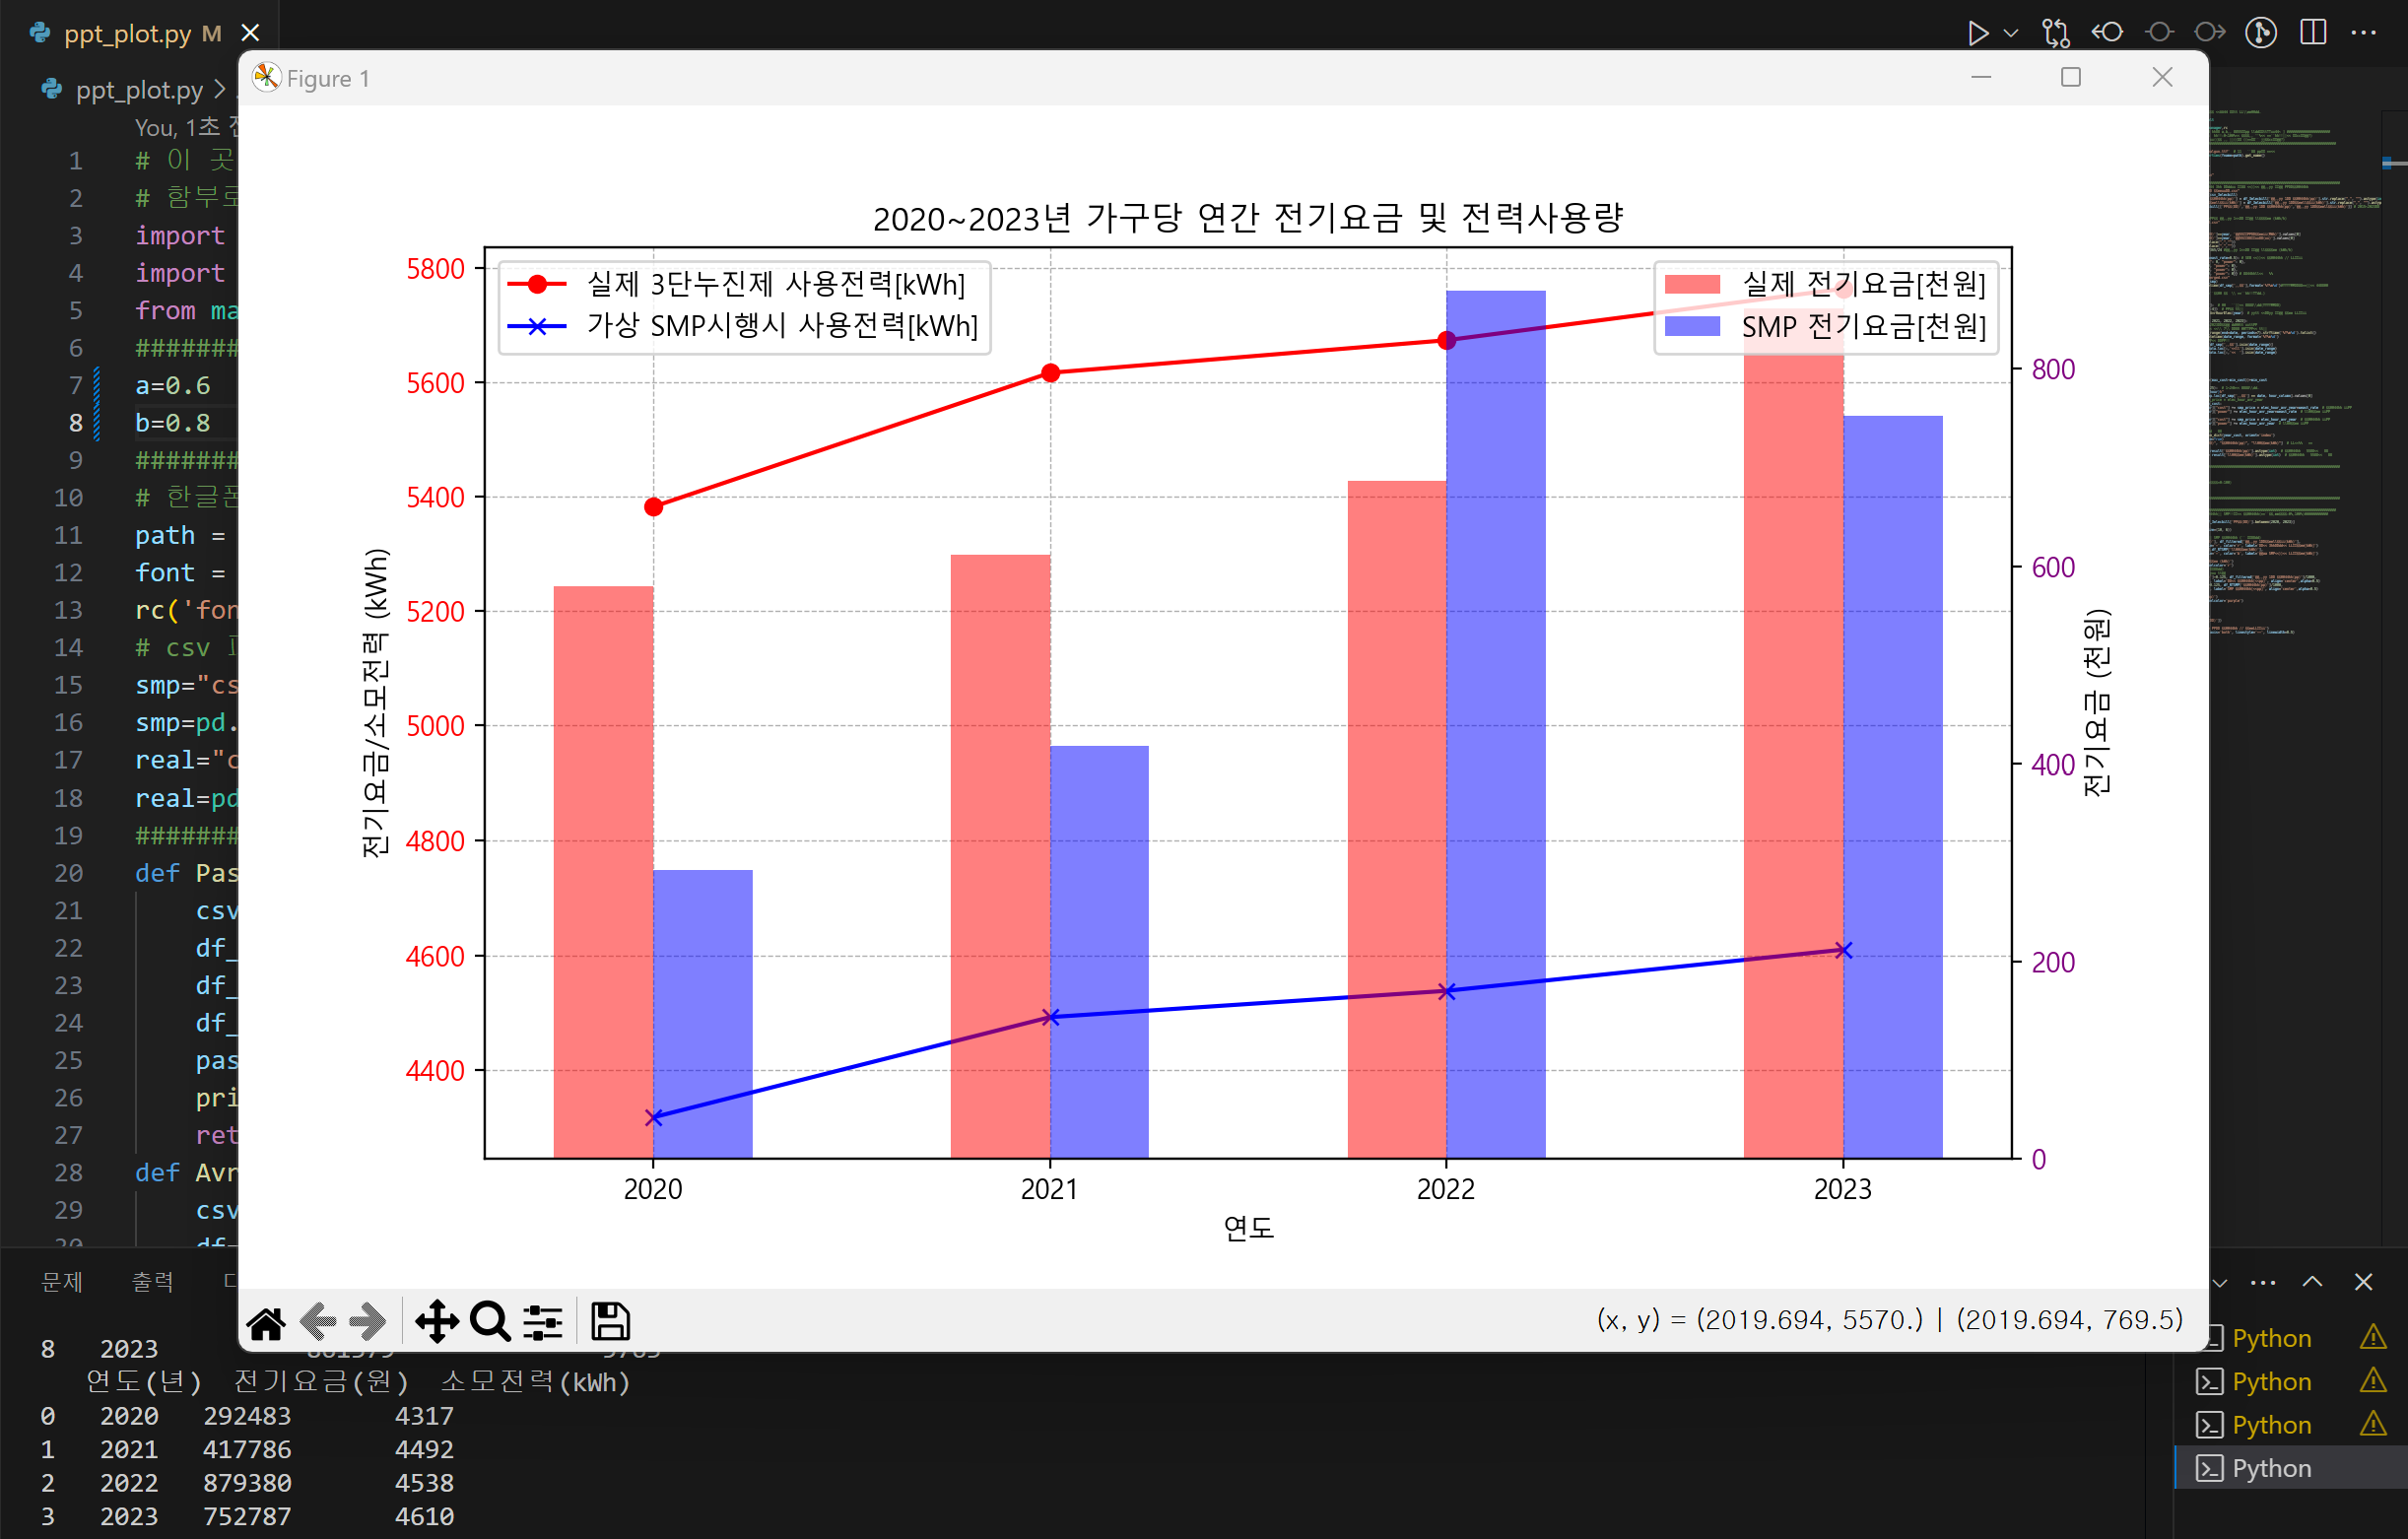 ppt_plot.py M
ppt_plot.py >
Figure 1
You, 1초 전
1 # 이 곳
2 # 함부로
3 import
4 import
5 from ma
6 #######
7 a=0.6
8 b=0.8
9 #######
10 # 한글폰
11 path =
12 font =
13 rc('fon
14 # csv
15 smp="cs
16 smp=pd.
17 real="c
18 real=pd
19 #######
20 def Pas
21 csv
22 df_
23 df_
24 df_
25 pas
26 pri
27 ret
28 def Avr
29 csv
30 df=
2020~2023년 가구당 연간 전기요금 및 전력사용량
실제 3단누진제 사용전력[kWh]
가상 SMP시행시 사용전력[kWh]
실제 전기요금[천원]
SMP 전기요금[천원]
전기요금/소모전력 (kWh)
5800
5600
5400
5200
5000
4800
4600
4400
800
600
400
200
0
전기요금 (천원)
2020 2021 2022 2023
연도
(x, y) = (2019.694, 5570.) | (2019.694, 769.5)
문제 출력
8 2023
연도(년) 전기요금(원) 소모전력(kWh)
0 2020 292483 4317
1 2021 417786 4492
2 2022 879380 4538
3 2023 752787 4610
Python
Python
Python
Python